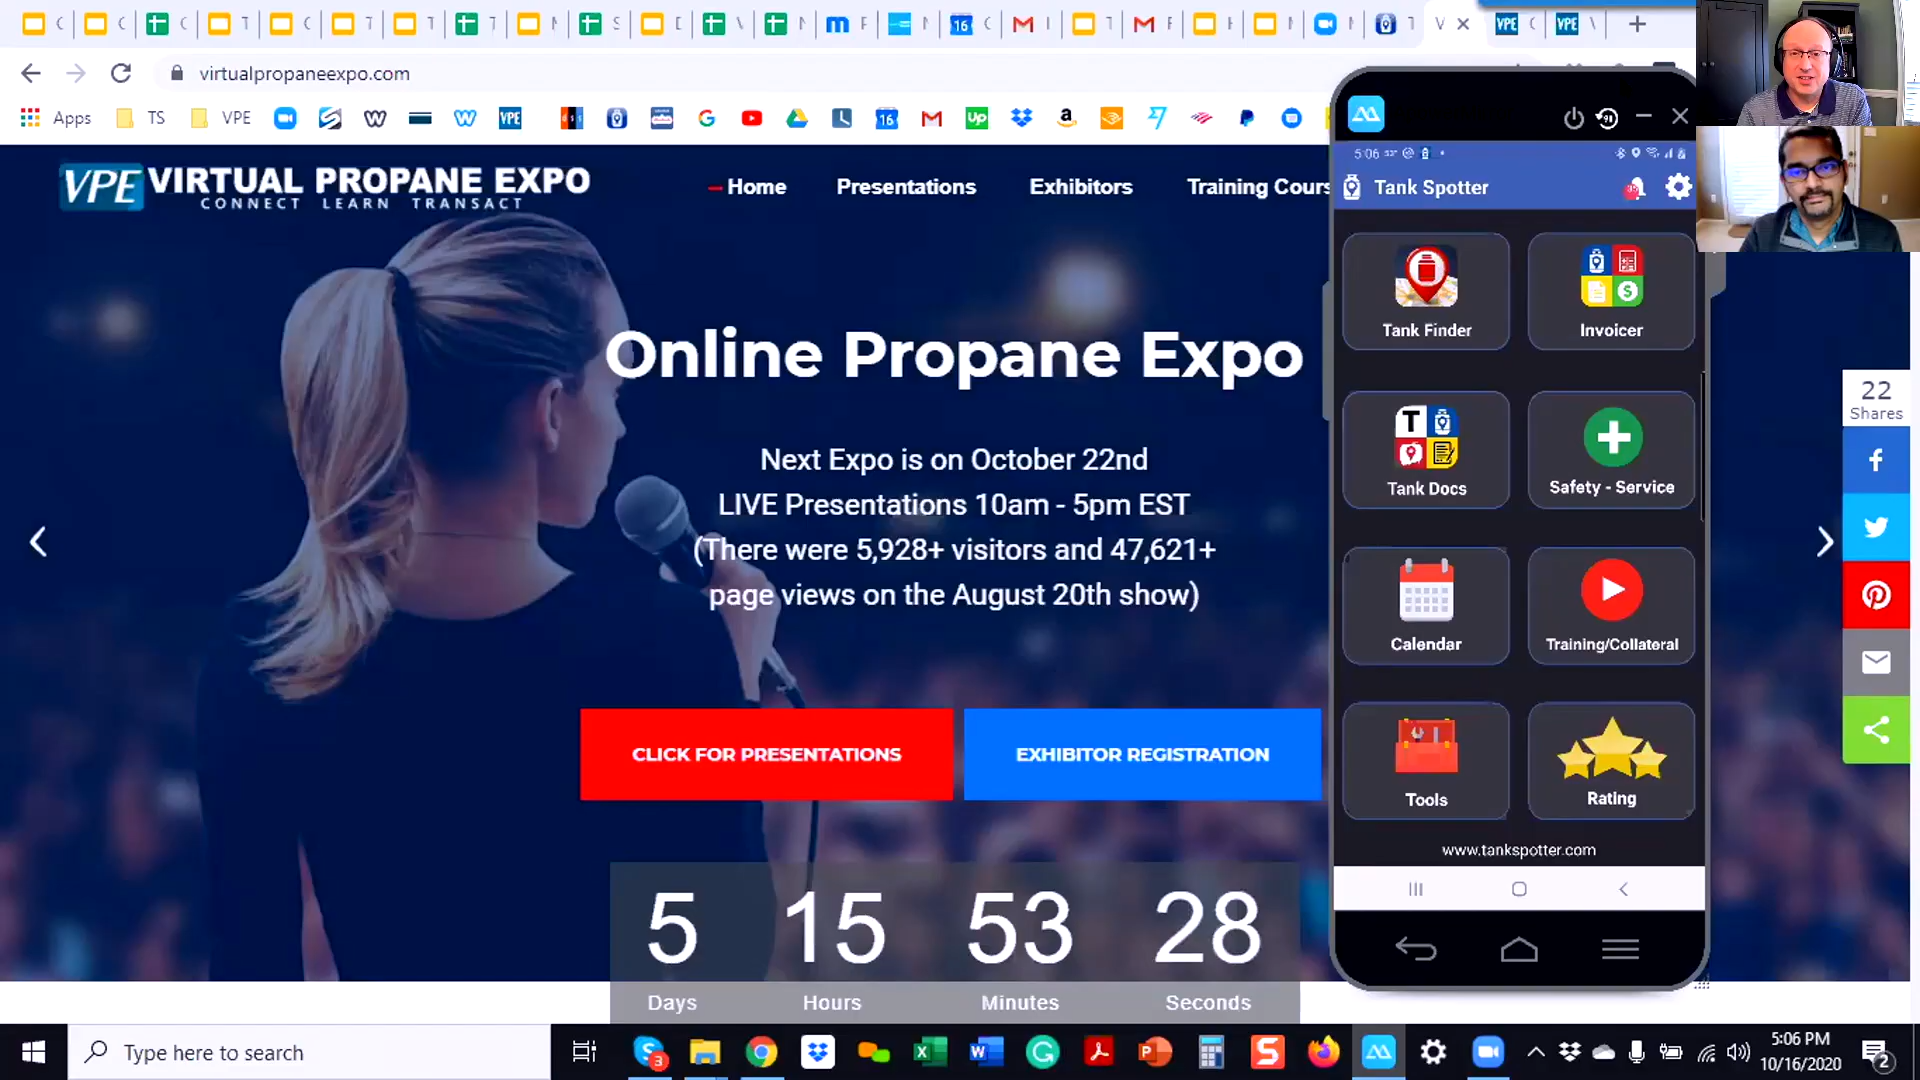 virtualpropaneexpo.com
Apps
TS
VPE
VPE VIRTUAL PROPANE EXPO
CONNECT LEARN TRANSACT
Home
Presentations
Exhibitors
Training Cours
Online Propane Expo
Next Expo is on October 22nd
LIVE Presentations 10am - 5pm EST
(There were 5,928+ visitors and 47,621+
page views on the August 20th show)
CLICK FOR PRESENTATIONS
EXHIBITOR REGISTRATION
5 15 53 28
Days Hours Minutes Seconds
5:06
Tank Spotter
Tank Finder
Invoicer
Tank Docs
Safety - Service
Calendar
Training/Collateral
Tools
Rating
www.tankspotter.com
22
Shares
Type here to search
5:06 PM
10/16/2020
2